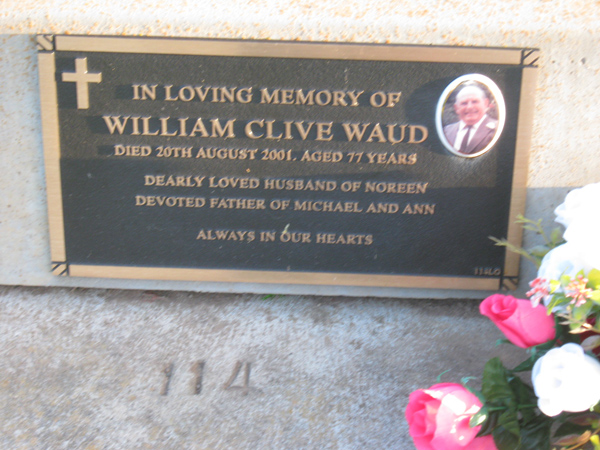 IN LOVING MEMORY OF
WILLIAM CLIVE WAUD
DIED 20TH AUGUST 2001, AGED 77 YEARS
DEARLY LOVED HUSBAND OF NOREEN
DEVOTED FATHER OF MICHAEL AND ANN
ALWAYS IN OUR HEARTS
114